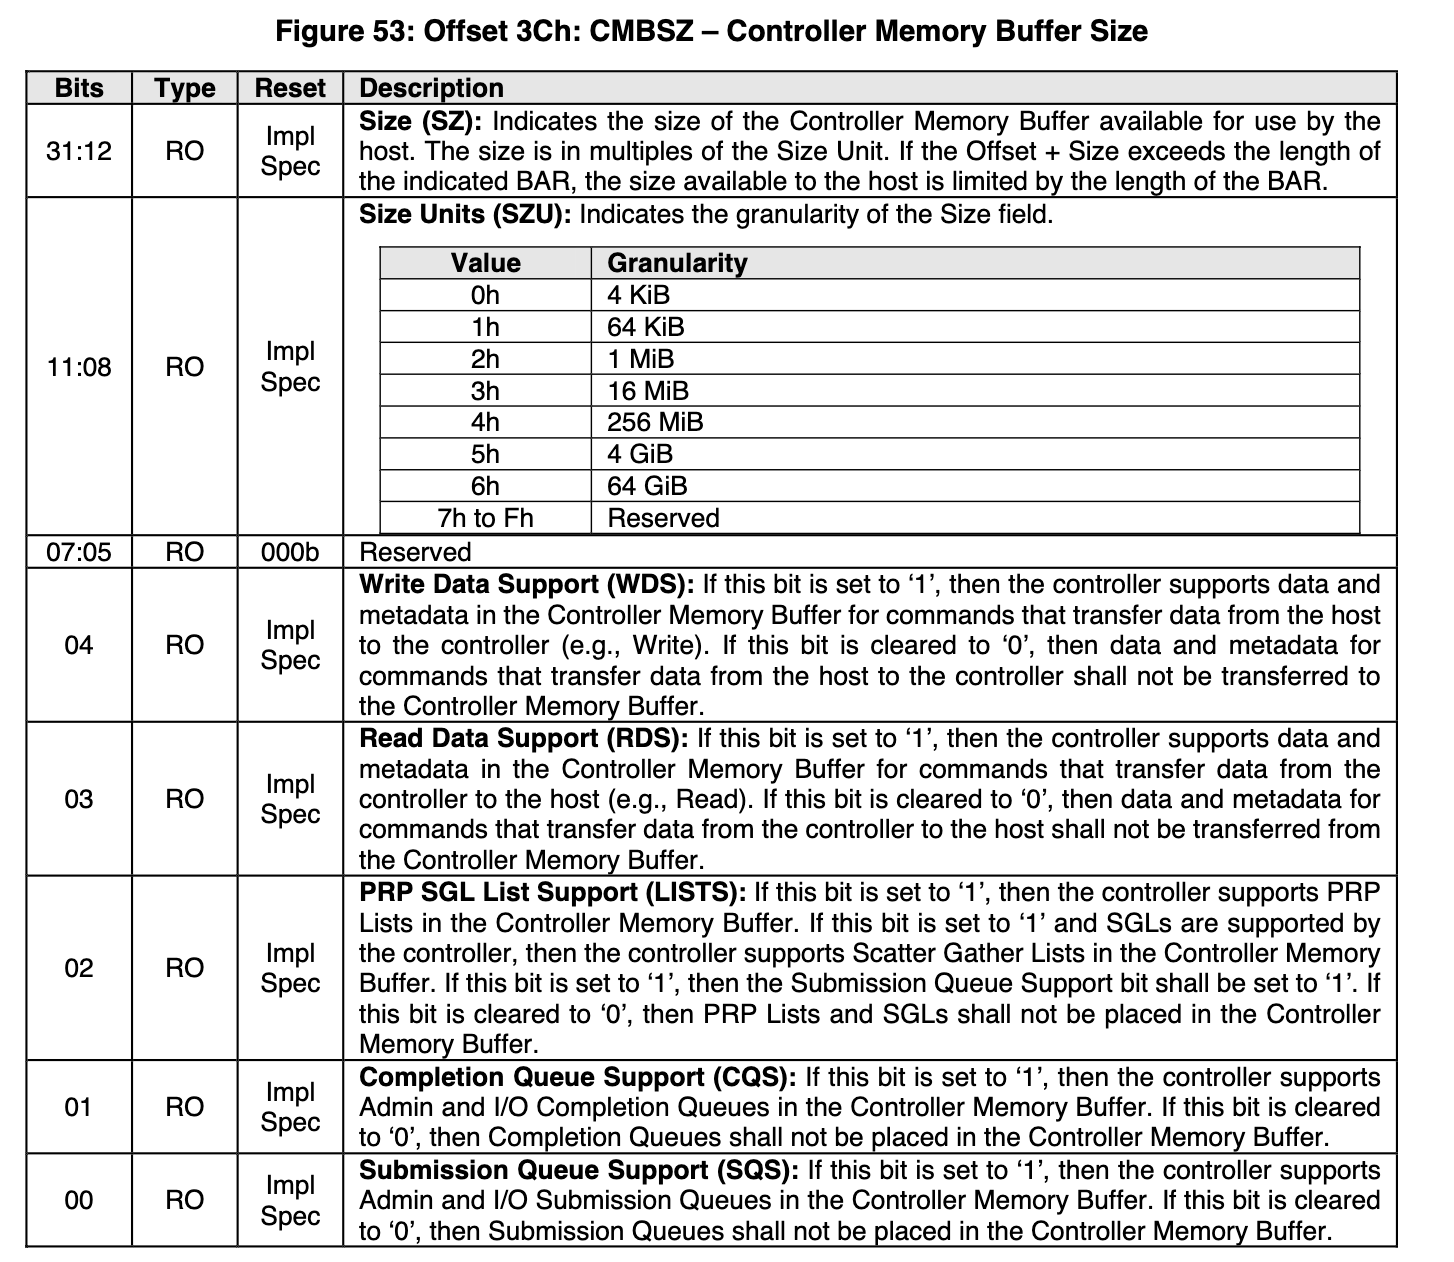 Figure 53: Offset 3Ch: CMBSZ – Controller Memory Buffer Size
Bits Type Reset Description
31:12 RO Impl Spec
Size (SZ): Indicates the size of the Controller Memory Buffer available for use by the
host. The size is in multiples of the Size Unit. If the Offset + Size exceeds the length of
the indicated BAR, the size available to the host is limited by the length of the BAR.
11:08 RO Impl Spec
Size Units (SZU): Indicates the granularity of the Size field.
Value Granularity
0h 4 KiB
1h 64 KiB
2h 1 MiB
3h 16 MiB
4h 256 MiB
5h 4 GiB
6h 64 GiB
7h to Fh Reserved
07:05 RO 000b Reserved
04 RO Impl Spec
Write Data Support (WDS): If this bit is set to ‘1’, then the controller supports data and
metadata in the Controller Memory Buffer for commands that transfer data from the host
to the controller (e.g., Write). If this bit is cleared to ‘0’, then data and metadata for
commands that transfer data from the host to the controller shall not be transferred to
the Controller Memory Buffer.
03 RO Impl Spec
Read Data Support (RDS): If this bit is set to ‘1’, then the controller supports data and
metadata in the Controller Memory Buffer for commands that transfer data from the
controller to the host (e.g., Read). If this bit is cleared to ‘0’, then data and metadata for
commands that transfer data from the controller to the host shall not be transferred from
the Controller Memory Buffer.
02 RO Impl Spec
PRP SGL List Support (LISTS): If this bit is set to ‘1’, then the controller supports PRP
Lists in the Controller Memory Buffer. If this bit is set to ‘1’ and SGLs are supported by
the controller, then the controller supports Scatter Gather Lists in the Controller Memory
Buffer. If this bit is set to ‘1’, then the Submission Queue Support bit shall be set to ‘1’. If
this bit is cleared to ‘0’, then PRP Lists and SGLs shall not be placed in the Controller
Memory Buffer.
01 RO Impl Spec
Completion Queue Support (CQS): If this bit is set to ‘1’, then the controller supports
Admin and I/O Completion Queues in the Controller Memory Buffer. If this bit is cleared
to ‘0’, then Completion Queues shall not be placed in the Controller Memory Buffer.
00 RO Impl Spec
Submission Queue Support (SQS): If this bit is set to ‘1’, then the controller supports
Admin and I/O Submission Queues in the Controller Memory Buffer. If this bit is cleared
to ‘0’, then Submission Queues shall not be placed in the Controller Memory Buffer.